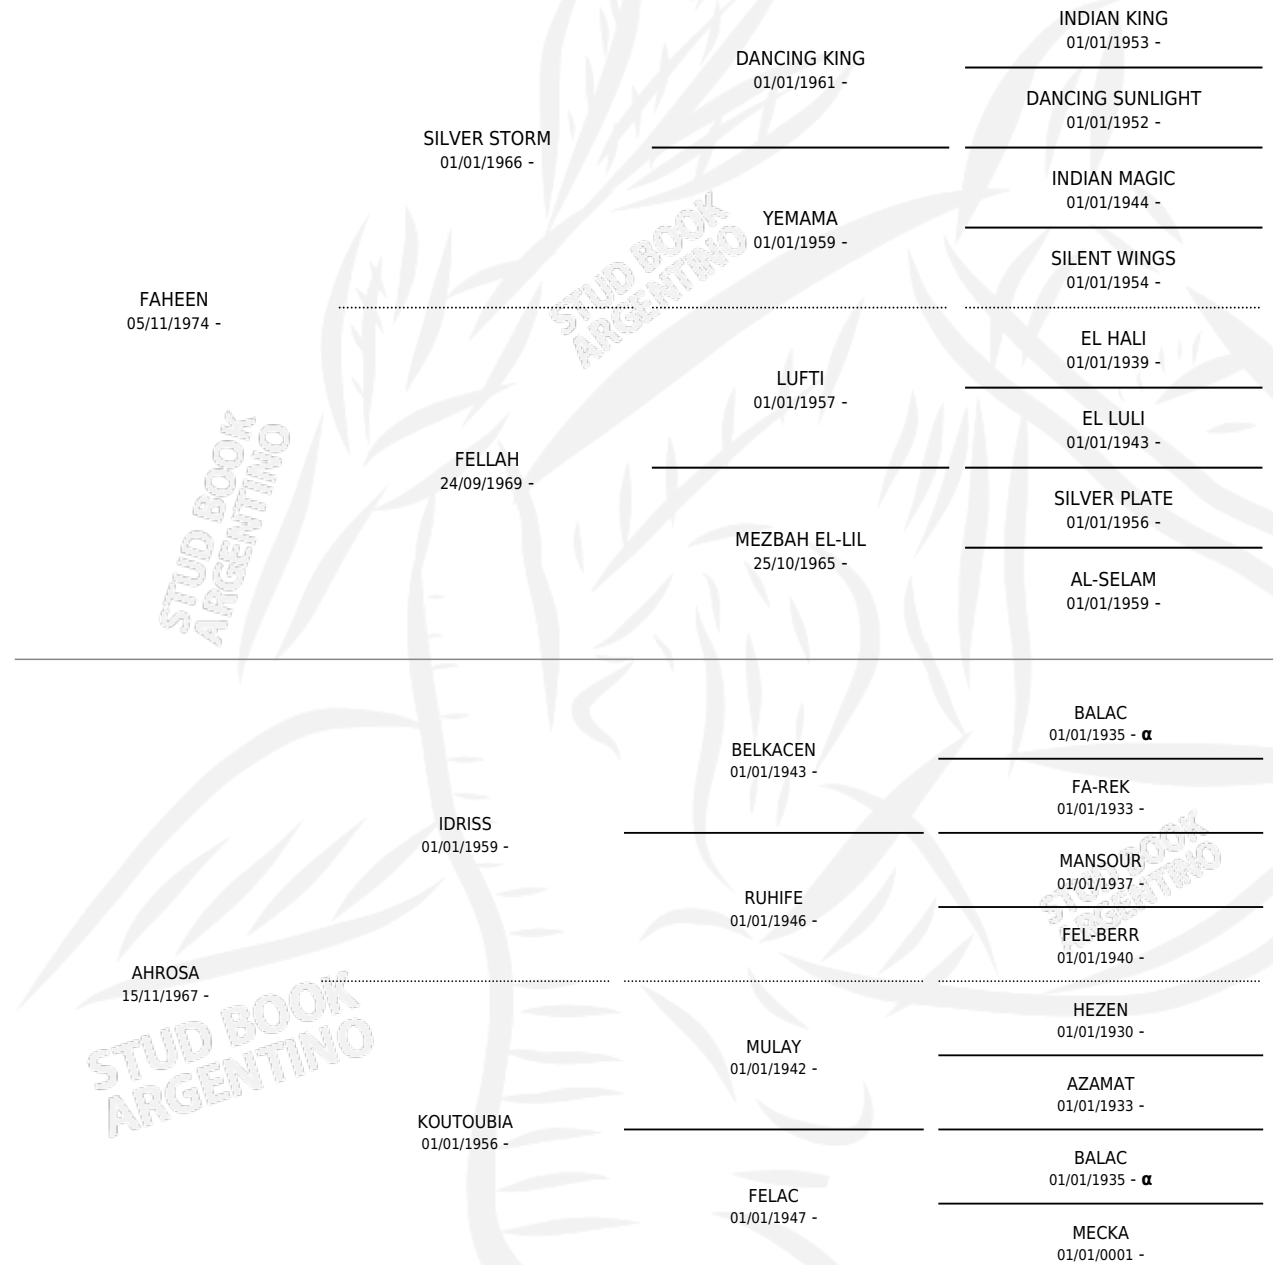 INDIAN KING
01/01/1953 -
DANCING KING
01/01/1961 -
DANCING SUNLIGHT
01/01/1952 -
SILVER STORM
01/01/1966 -
INDIAN MAGIC
01/01/1944 -
YEMAMA
01/01/1959 -
SILENT WINGS
01/01/1954 -
FAHEEN
05/11/1974 -
EL HALI
01/01/1939 -
LUFTI
01/01/1957 -
EL LULI
01/01/1943 -
FELLAH
24/09/1969 -
SILVER PLATE
01/01/1956 -
MEZBAH EL-LIL
25/10/1965 -
AL-SELAM
01/01/1959 -
STUD BOOK
ARGENTINO
STUD BOOK
ARGENTINO
BALAC
01/01/1935 - α
BELKACEN
01/01/1943 -
FA-REK
01/01/1933 -
IDRISS
01/01/1959 -
MANSOUR
01/01/1937 -
RUHIFE
01/01/1946 -
FEL-BERR
01/01/1940 -
STUD BOOK
ARGENTINO
AHROSA
15/11/1967 -
HEZEN
01/01/1930 -
MULAY
01/01/1942 -
AZAMAT
01/01/1933 -
KOUTOUBIA
01/01/1956 -
BALAC
01/01/1935 - α
FELAC
01/01/1947 -
MECKA
01/01/0001 -
STUD BOOK
ARGENTINO